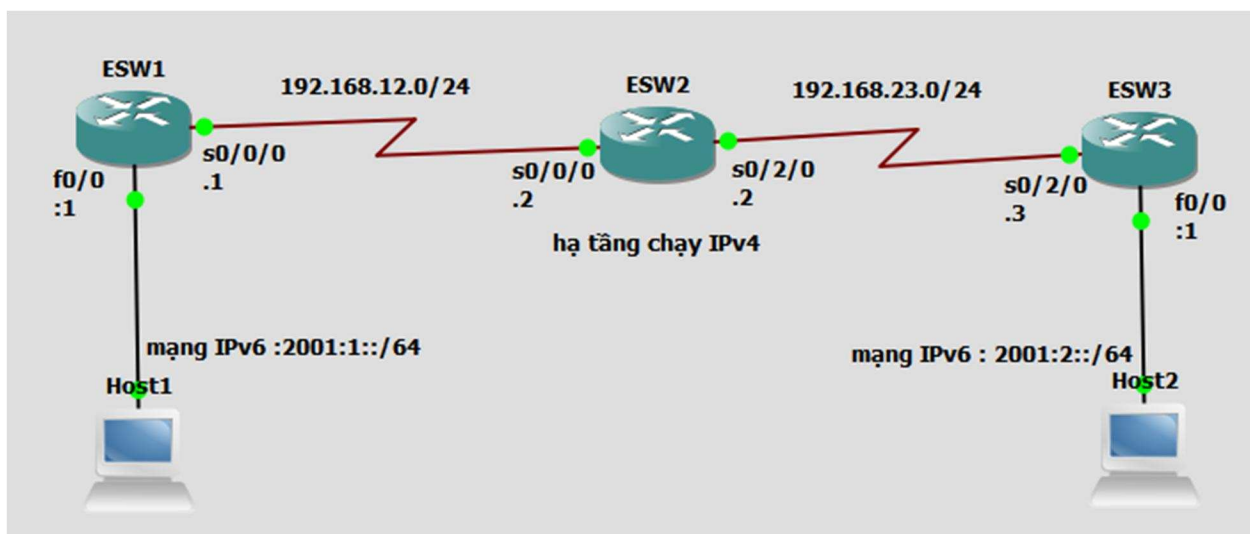 ESW1
192.168.12.0/24
ESW2
192.168.23.0/24
ESW3
s0/0/0
.1
f0/0
:1
s0/0/0
.2
s0/2/0
.2
s0/2/0
.3
f0/0
:1
hạ tầng chạy IPv4
mạng IPv6 :2001:1::/64
mạng IPv6 : 2001:2::/64
Host1
Host2